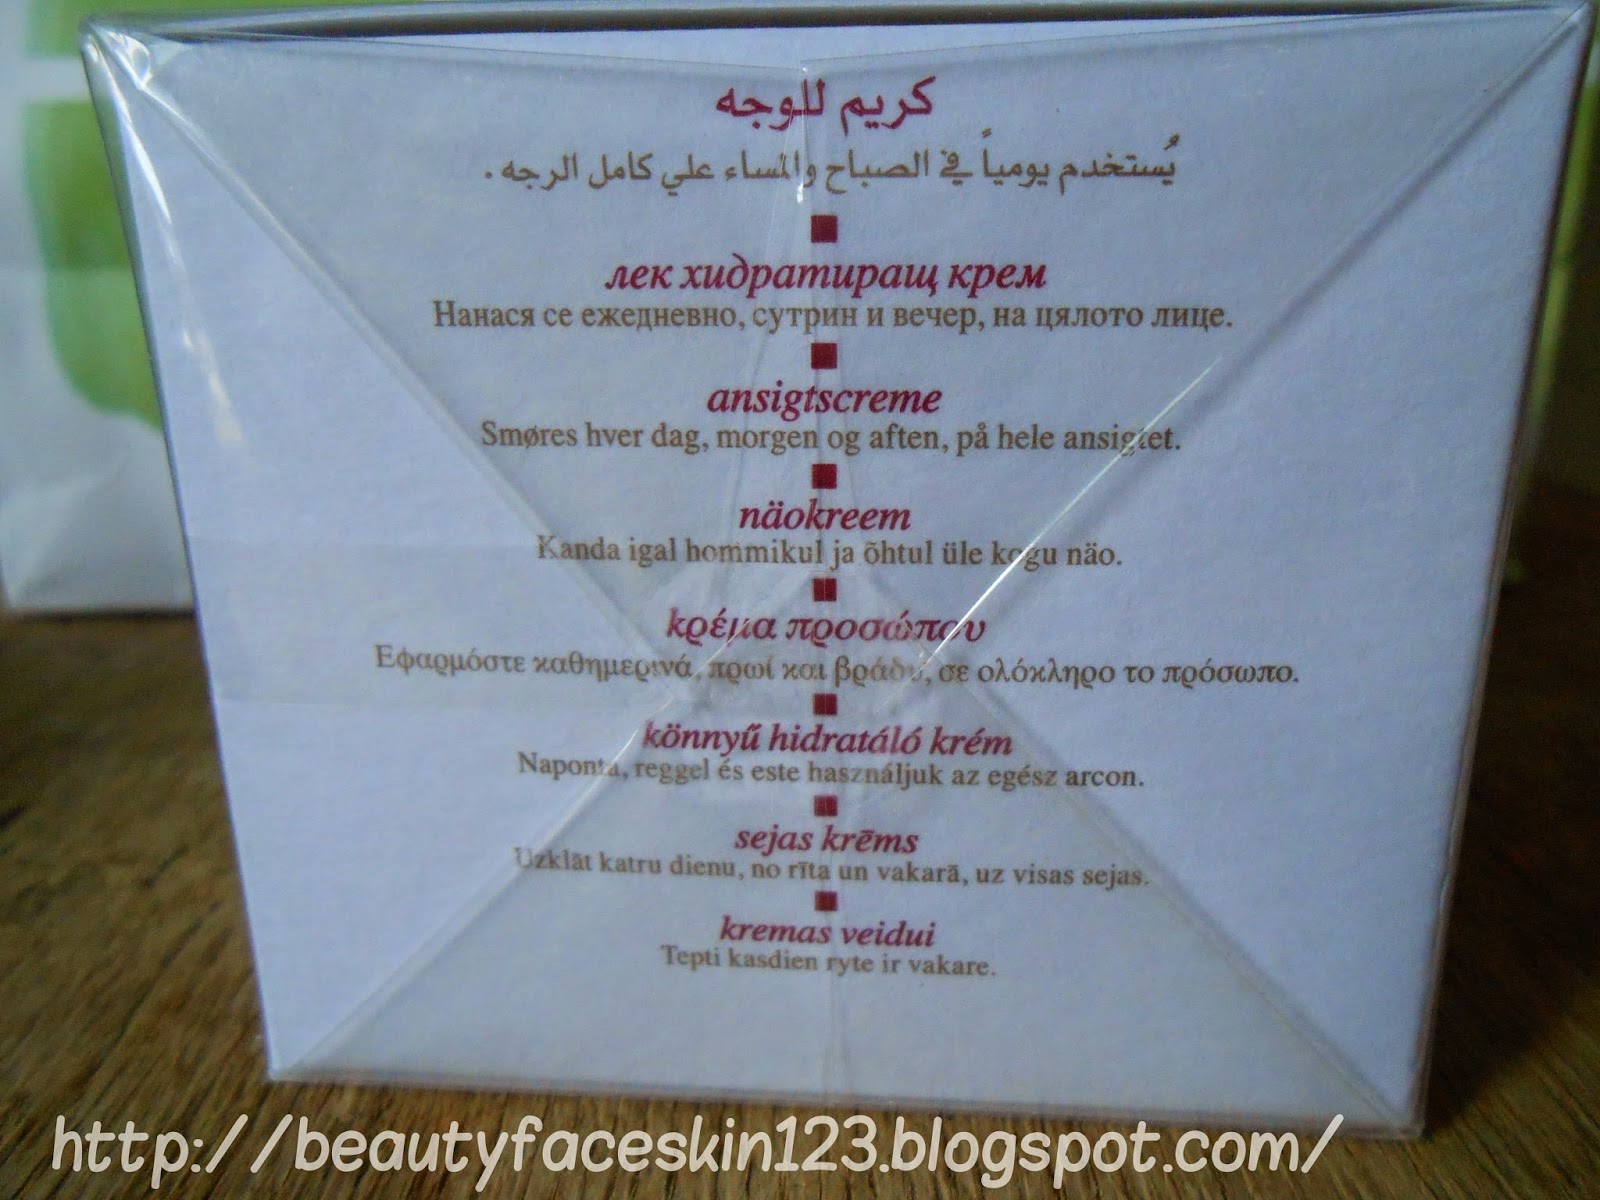 كريم للوجه
يُستخدم يومياً في الصباح والمساء علي كامل الرجه .
лек хидратиращ крем
Нанася се ежедневно, сутрин и вечер, на цялото лице.
ansigtscreme
Smøres hver dag, morgen og aften, på hele ansigtet.
näokreem
Kanda igal hommikul ja õhtul üle kogu näo.
κρέμα προσώπου
Εφαρμόστε καθημερινά, πρωί και βράδυ, σε ολόκληρο το πρόσωπο.
könnyű hidratáló krém
Naponta, reggel és este használjuk az egész arcon.
sejas krēms
Uzklāt katru dienu, no rīta un vakarā, uz visas sejas.
kremas veidui
Tepti kasdien ryte ir vakare.
http://beautyfaceskin123.blogspot.com/